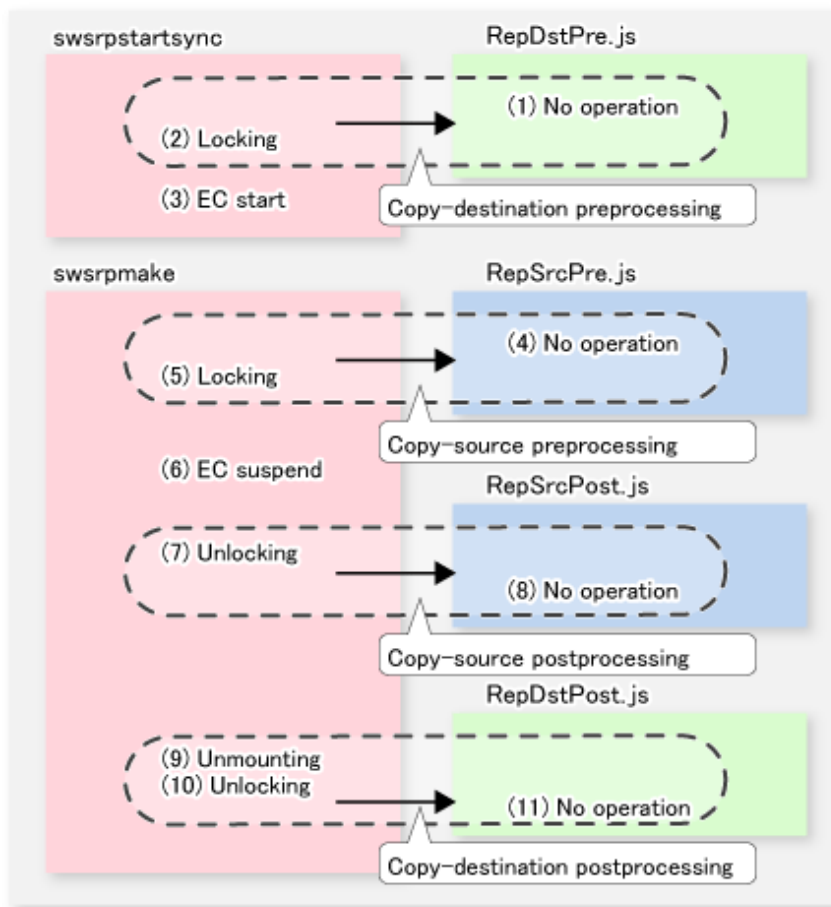 swsrpstartsync
RepDstPre.js
(1) No operation
(2) Locking
(3) EC start
Copy-destination preprocessing
swsrpmake
RepSrcPre.js
(4) No operation
(5) Locking
Copy-source preprocessing
(6) EC suspend
RepSrcPost.js
(7) Unlocking
(8) No operation
Copy-source postprocessing
RepDstPost.js
(9) Unmounting
(10) Unlocking
(11) No operation
Copy-destination postprocessing